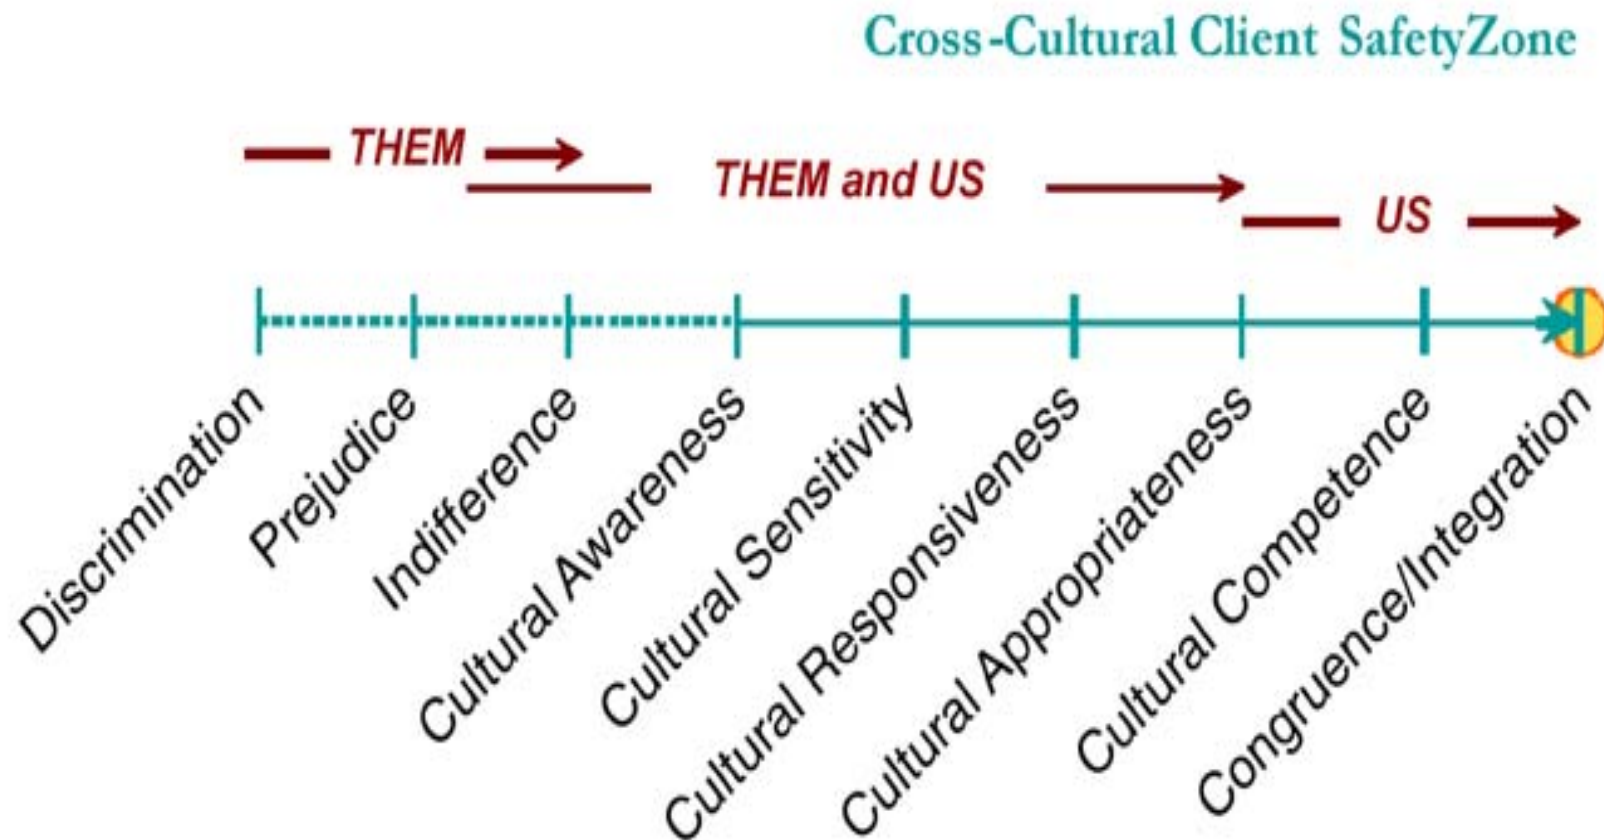 Cross-Cultural Client SafetyZone
THEM
THEM and US
US
Discrimination
Prejudice
Indifference
Cultural Awareness
Cultural Sensitivity
Cultural Responsiveness
Cultural Appropriateness
Cultural Competence
Congruence/Integration